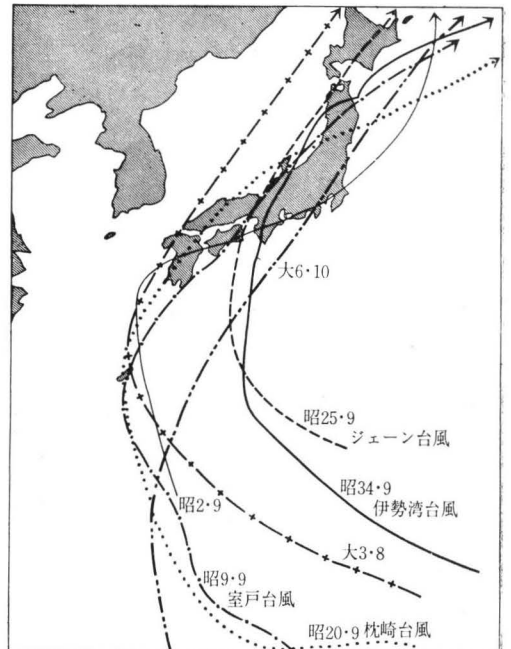 大6・10
昭25・9
ジェーン台風
昭34・9
伊勢湾台風
昭2・9
大3・8
昭9・9
室戸台風
昭20・9 枕崎台風